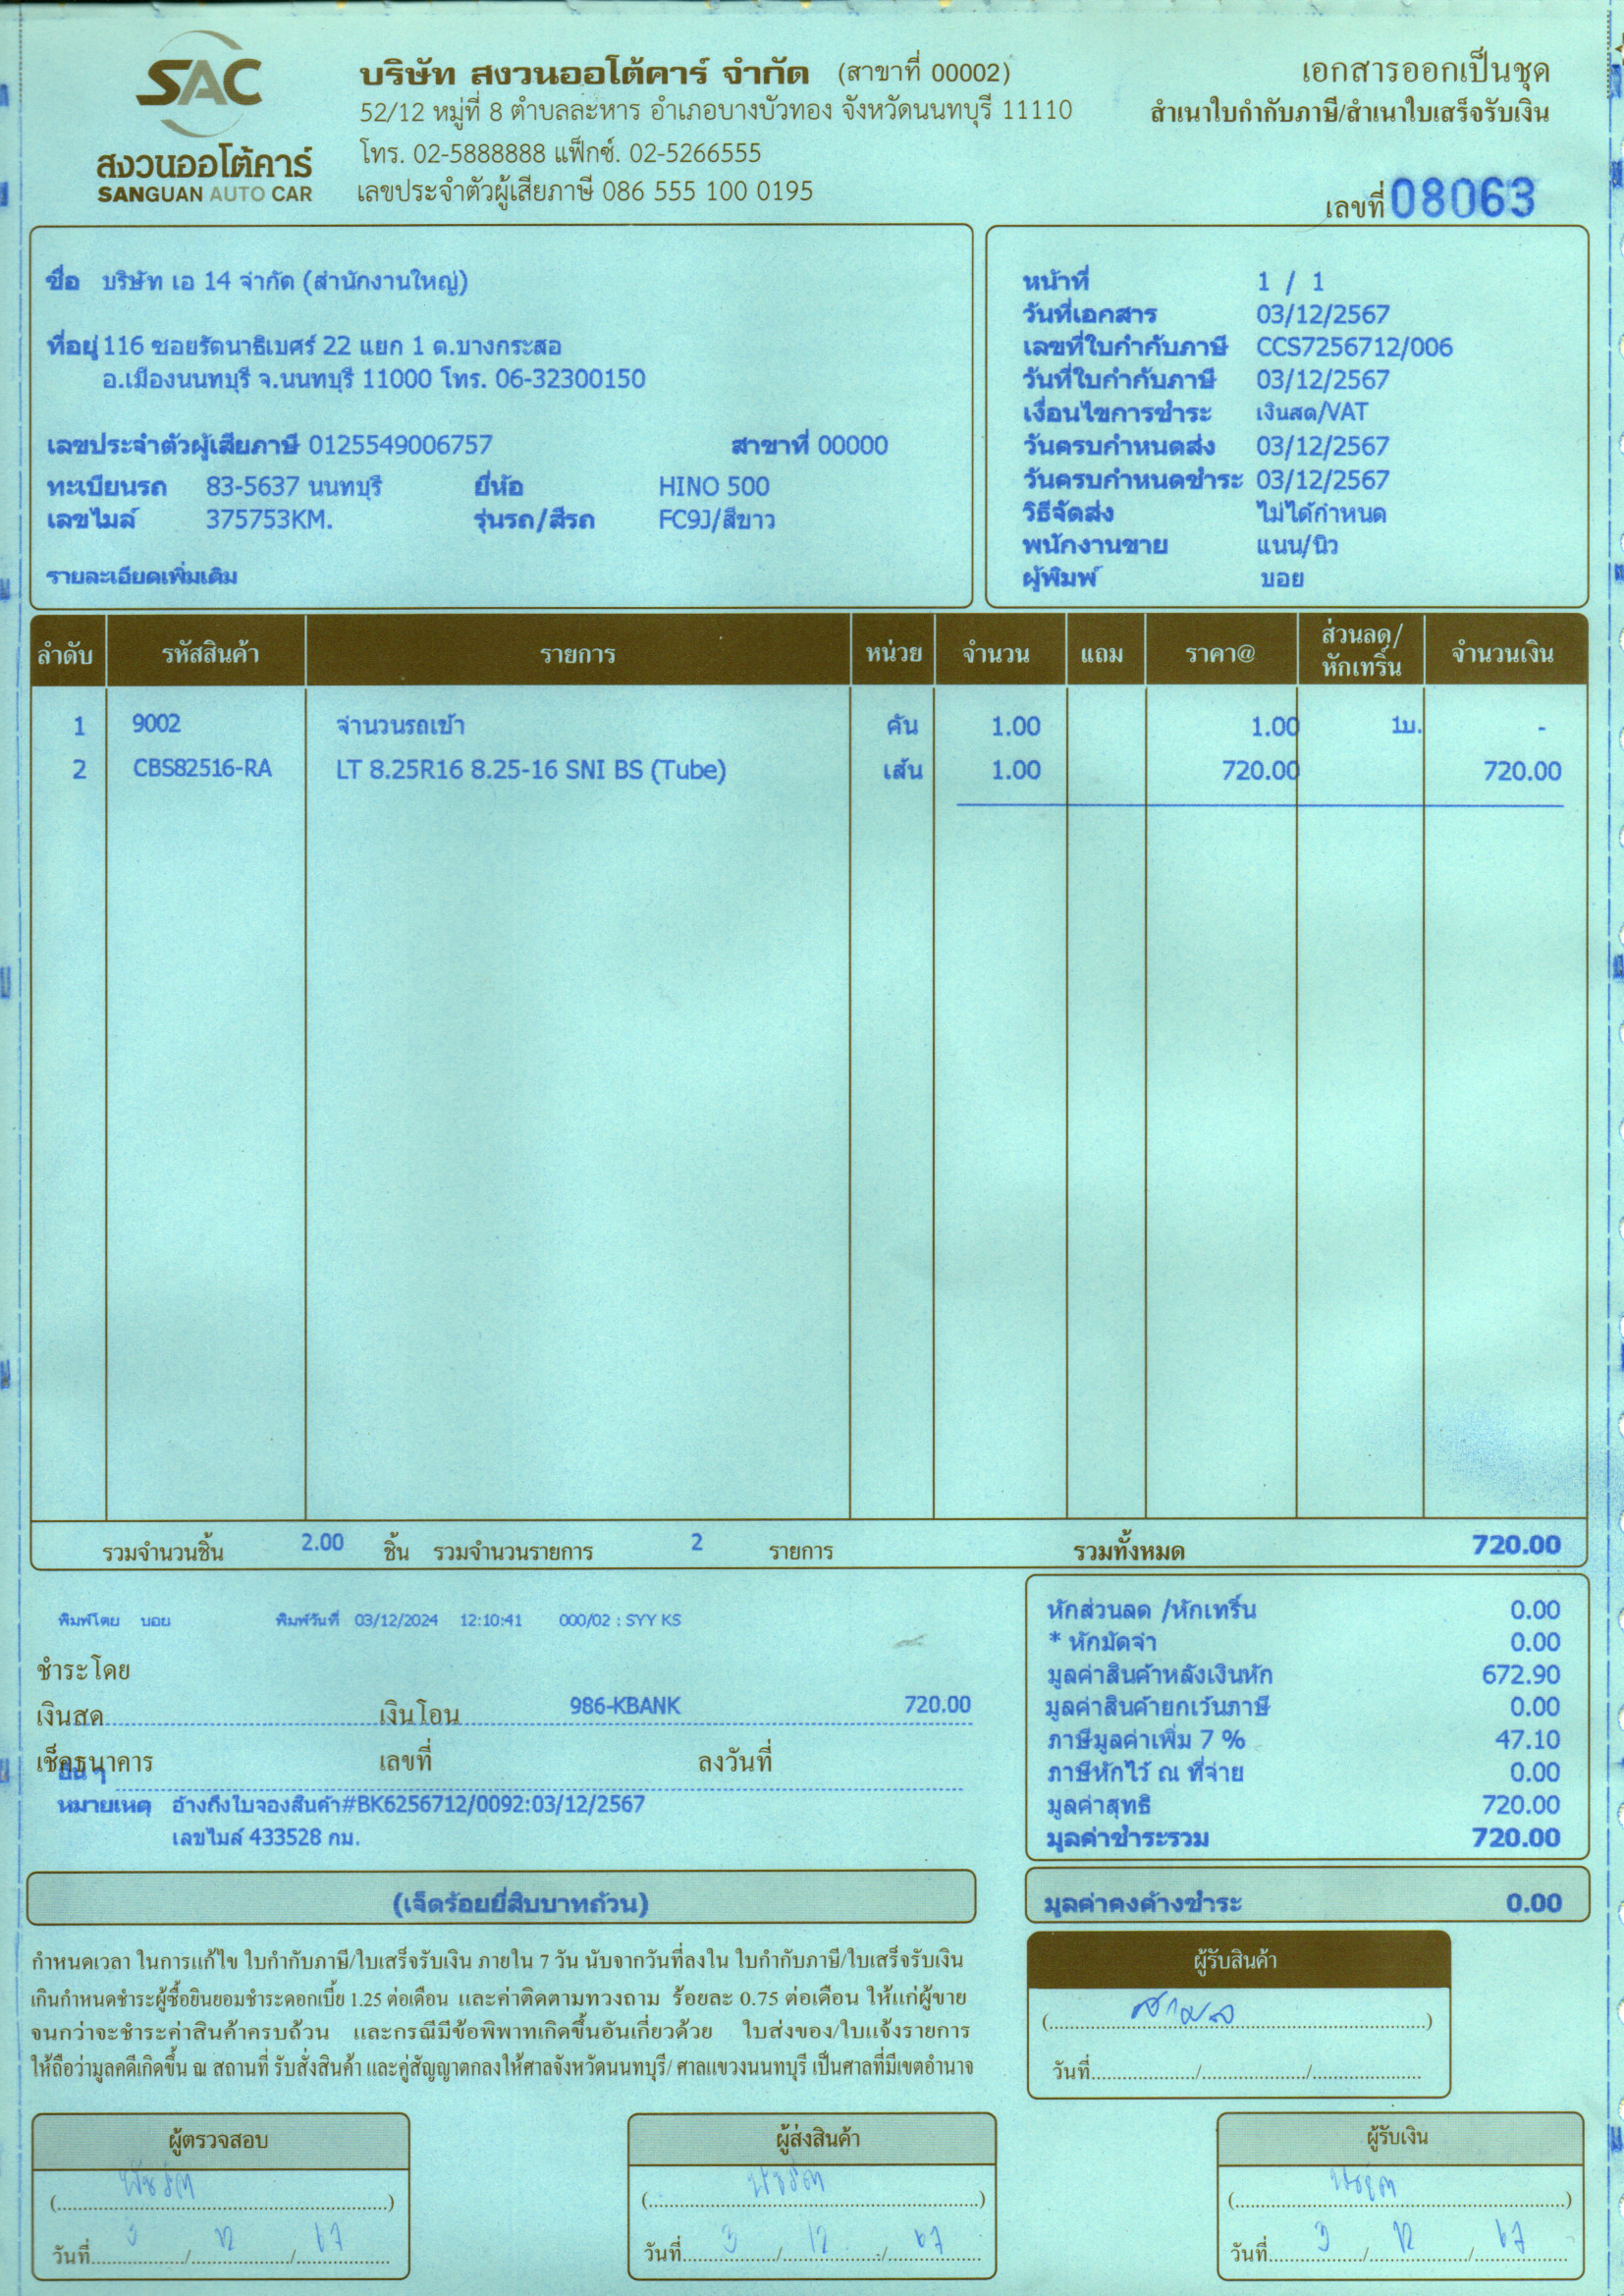 SAC
สงวนออโต้คาร์
SANGUAN AUTO CAR
บริษัท สงวนออโต้คาร์ จำกัด (สาขาที่ 00002)
52/12 หมู่ที่ 8 ตำบลละหาร อำเภอบางบัวทอง จังหวัดนนทบุรี 11110
โทร. 02-5888888 แฟ็กซ์. 02-5266555
เลขประจำตัวผู้เสียภาษี 086 555 100 0195
เอกสารออกเป็นชุด
สำเนาใบกำกับภาษี/สำเนาใบเสร็จรับเงิน
เลขที่ 08063
ชื่อ บริษัท เอ 14 จำกัด (สำนักงานใหญ่)
ที่อยู่ 116 ซอยรัตนาธิเบศร์ 22 แยก 1 ต.บางกระสอ
อ.เมืองนนทบุรี จ.นนทบุรี 11000 โทร. 06-32300150
เลขประจำตัวผู้เสียภาษี 0125549006757 สาขาที่ 00000
ทะเบียนรถ 83-5637 นนทบุรี ยี่ห้อ HINO 500
เลขไมล์ 375753KM. รุ่นรถ/สีรถ FC9J/สีขาว
รายละเอียดเพิ่มเติม
หน้าที่ 1 / 1
วันที่เอกสาร 03/12/2567
เลขที่ใบกำกับภาษี CCS7256712/006
วันที่ใบกำกับภาษี 03/12/2567
เงื่อนไขการชำระ เงินสด/VAT
วันครบกำหนดส่ง 03/12/2567
วันครบกำหนดชำระ 03/12/2567
วิธีจัดส่ง ไม่ได้กำหนด
พนักงานขาย แนน/นิว
ผู้พิมพ์ บอย
ลำดับ รหัสสินค้า รายการ หน่วย จำนวน แถม ราคา@ ส่วนลด/ จำนวนเงิน
หักเทริ์น
1 9002 จำนวนรถเข้า คัน 1.00 1.00 1บ. -
2 CBS82516-RA LT 8.25R16 8.25-16 SNI BS (Tube) เส้น 1.00 720.00 720.00
รวมจำนวนชิ้น 2.00 ชิ้น รวมจำนวนรายการ 2 รายการ รวมทั้งหมด 720.00
พิมพ์โดย บอย พิมพ์วันที่ 03/12/2024 12:10:41 000/02 : SYY KS
ชำระโดย
เงินสด เงินโอน 986-KBANK 720.00
เช็คธนาคาร เลขที่ ลงวันที่
อื่น ๆ
หมายเหตุ อ้างถึงใบจองสินค้า#BK6256712/0092:03/12/2567
เลขไมล์ 433528 กม.
หักส่วนลด /หักเทริ์น 0.00
* หักมัดจำ 0.00
มูลค่าสินค้าหลังเงินหัก 672.90
มูลค่าสินค้ายกเว้นภาษี 0.00
ภาษีมูลค่าเพิ่ม 7 % 47.10
ภาษีหักไว้ ณ ที่จ่าย 0.00
มูลค่าสุทธิ 720.00
มูลค่าชำระรวม 720.00
(เจ็ดร้อยยี่สิบบาทถ้วน)
มูลค่าคงค้างชำระ 0.00
กำหนดเวลา ในการแก้ไข ใบกำกับภาษี/ใบเสร็จรับเงิน ภายใน 7 วัน นับจากวันที่ลงใน ใบกำกับภาษี/ใบเสร็จรับเงิน
เกินกำหนดชำระผู้ซื้อยินยอมชำระดอกเบี้ย 1.25 ต่อเดือน และค่าติดตามทวงถาม ร้อยละ 0.75 ต่อเดือน ให้แก่ผู้ขาย
จนกว่าจะชำระค่าสินค้าครบถ้วน และกรณีมีข้อพิพาทเกิดขึ้นอันเกี่ยวด้วย ใบส่งของ/ใบแจ้งรายการ
ให้ถือว่ามูลคดีเกิดขึ้น ณ สถานที่ รับสั่งสินค้า และคู่สัญญาตกลงให้ศาลจังหวัดนนทบุรี/ ศาลแขวงนนทบุรี เป็นศาลที่มีเขตอำนาจ
ผู้รับสินค้า
วันที่
ผู้ตรวจสอบ
วันที่ 3 / 12 / 67
ผู้ส่งสินค้า
วันที่ 3 / 12 / 67
ผู้รับเงิน
วันที่ 3 / 12 / 67